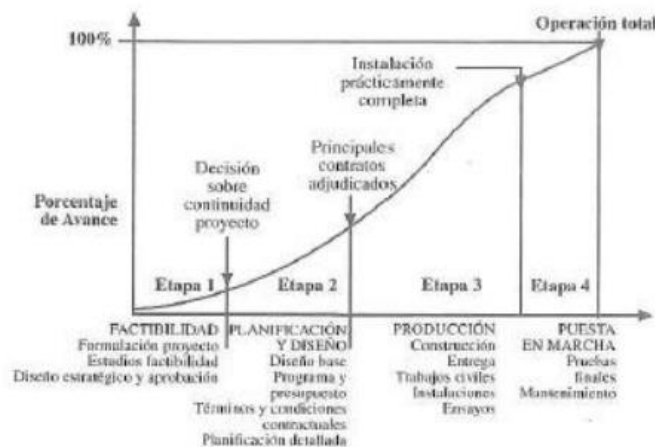 Operación total
100%
Instalación
prácticamente
completa
Principales
contratos
adjudicados
Decisión
sobre
continuidad
proyecto
Porcentaje
de Avance
Etapa 1
Etapa 2
Etapa 3
Etapa 4
FACTIBILIDAD
Formulación proyecto
Estudios factibilidad
Diseño estratégico y aprobación
PLANIFICACIÓN
Y DISEÑO
Diseño base
Programa y
presupuesto
Términos y condiciones
contractuales
Planificación detallada
PRODUCCIÓN
Construcción
Entrega
Trabajos civiles
Instalaciones
Ensayos
PUESTA
EN MARCHA
Pruebas
finales
Mantenimiento